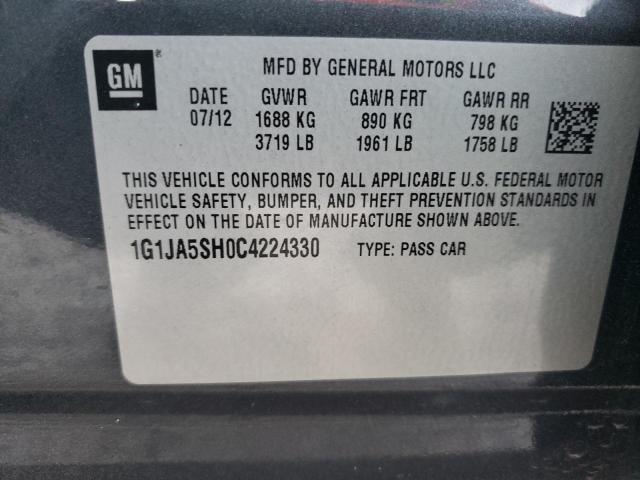 GM
MFD BY GENERAL MOTORS LLC
DATE GVWR GAWR FRT GAWR RR
07/12 1688 KG 890 KG 798 KG
3719 LB 1961 LB 1758 LB
THIS VEHICLE CONFORMS TO ALL APPLICABLE U.S. FEDERAL MOTOR
VEHICLE SAFETY, BUMPER, AND THEFT PREVENTION STANDARDS IN
EFFECT ON THE DATE OF MANUFACTURE SHOWN ABOVE.
1G1JA5SH0C4224330 TYPE: PASS CAR